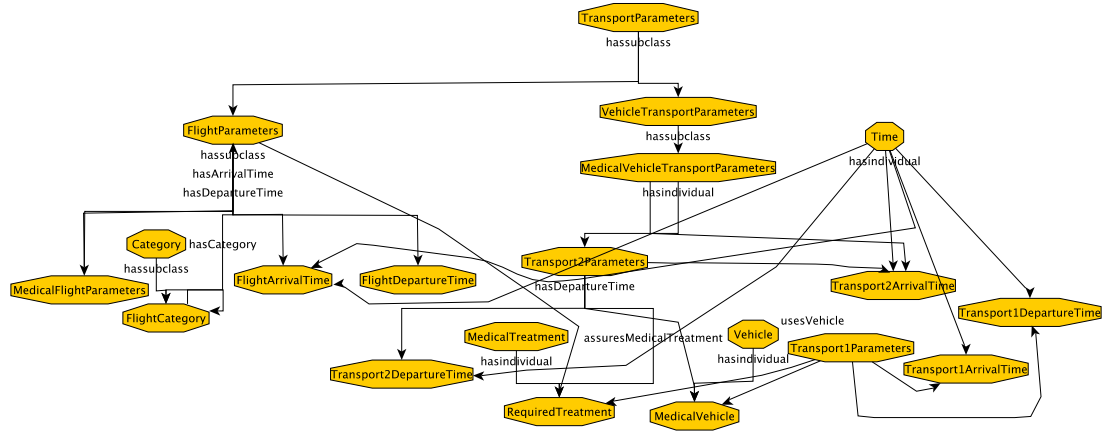 TransportParameters
hassubclass
VehicleTransportParameters
FlightParameters
hassubclass
Time
hassubclass
hasindividual
MedicalVehicleTransportParameters
hasArrivalTime
hasDepartureTime
hasindividual
Category
hasCategory
hassubclass
Transport2Parameters
MedicalFlightParameters
FlightArrivalTime
FlightDepartureTime
hasDepartureTime
Transport2ArrivalTime
FlightCategory
Transport1DepartureTime
usesVehicle
MedicalTreatment
assuresMedicalTreatment
Vehicle
Transport1Parameters
hasindividual
hasindividual
Transport2DepartureTime
Transport1ArrivalTime
RequiredTreatment
MedicalVehicle